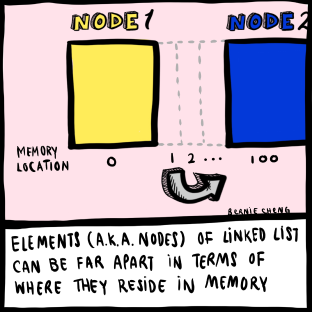 NODE 1 NODE 2
MEMORY
LOCATION 0 1 2 ... 100
BERNIE CHENG
ELEMENTS (A.K.A. NODES) OF LINKED LIST
CAN BE FAR APART IN TERMS OF
WHERE THEY RESIDE IN MEMORY